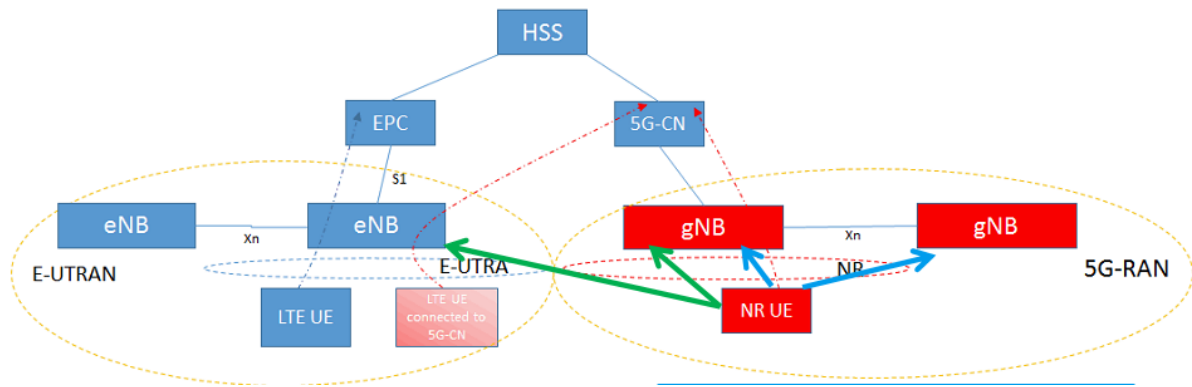 HSS
EPC
5G-CN
S1
eNB
eNB
gNB
gNB
Xn
Xn
E-UTRAN
E-UTRA
NR
5G-RAN
LTE UE
LTE UE
connected to
5G-CN
NR UE